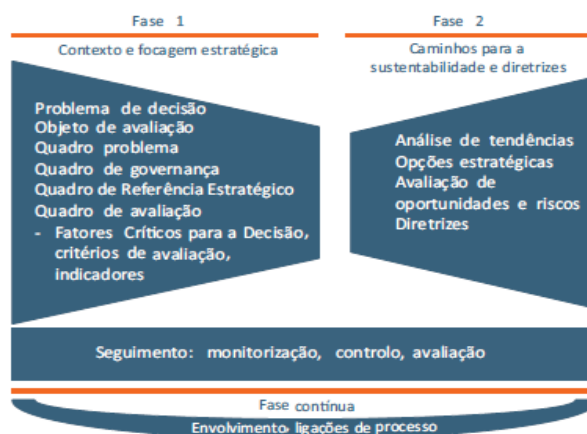 Fase 1
Contexto e focagem estratégica
Problema de decisão
Objeto de avaliação
Quadro problema
Quadro de governança
Quadro de Referência Estratégico
Quadro de avaliação
- Fatores Críticos para a Decisão,
critérios de avaliação,
indicadores
Fase 2
Caminhos para a
sustentabilidade e diretrizes
Análise de tendências
Opções estratégicas
Avaliação de
oportunidades e riscos
Diretrizes
Seguimento: monitorização, controlo, avaliação
Fase contínua
Envolvimento, ligações de processo